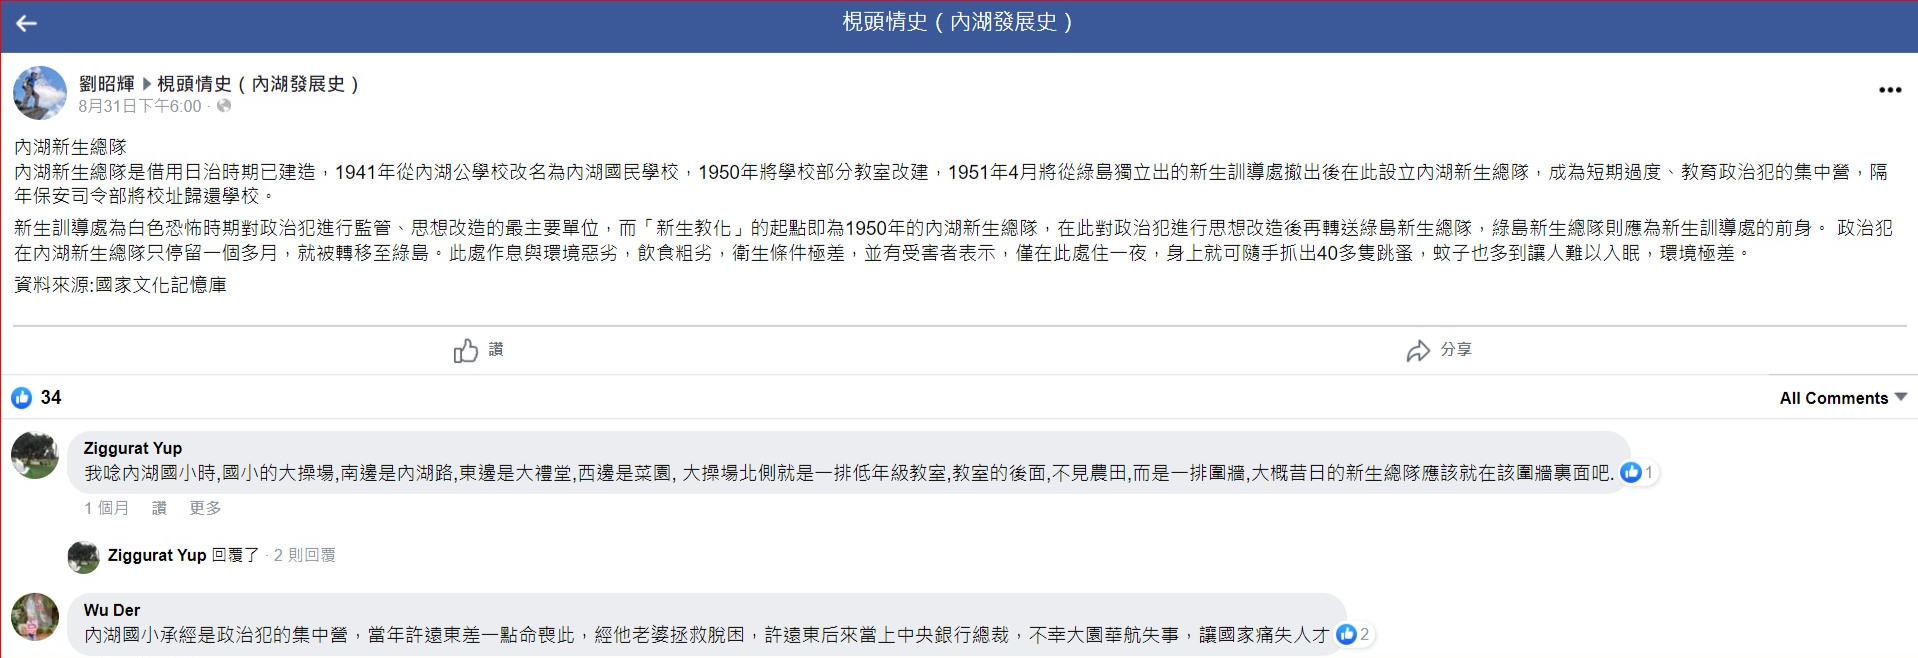 梘頭情史（內湖發展史）
劉昭輝 ▶ 梘頭情史（內湖發展史）
8月31日下午6:00 ·
內湖新生總隊
內湖新生總隊是借用日治時期已建造，1941年從內湖公學校改名為內湖國民學校，1950年將學校部分教室改建，1951年4月將從綠島獨立出的新生訓導處撤出後在此設立內湖新生總隊，成為短期過度、教育政治犯的集中營，隔
年保安司令部將校址歸還學校。
新生訓導處為白色恐怖時期對政治犯進行監管、思想改造的最主要單位，而「新生教化」的起點即為1950年的內湖新生總隊，在此對政治犯進行思想改造後再轉送綠島新生總隊，綠島新生總隊則應為新生訓導處的前身。 政治犯
在內湖新生總隊只停留一個多月，就被轉移至綠島。此處作息與環境惡劣，飲食粗劣，衛生條件極差，並有受害者表示，僅在此處住一夜，身上就可隨手抓出40多隻跳蚤，蚊子也多到讓人難以入眠，環境極差。
資料來源:國家文化記憶庫
讚
分享
34
All Comments
Ziggurat Yup
我唸內湖國小時,國小的大操場,南邊是內湖路,東邊是大禮堂,西邊是菜園, 大操場北側就是一排低年級教室,教室的後面,不見農田,而是一排圍牆,大概昔日的新生總隊應該就在該圍牆裏面吧.
1
1 個月 讚 更多
Ziggurat Yup 回覆了 · 2 則回覆
Wu Der
內湖國小承經是政治犯的集中營，當年許遠東差一點命喪此，經他老婆拯救脫困，許遠東后來當上中央銀行總裁，不幸大園華航失事，讓國家痛失人才
2